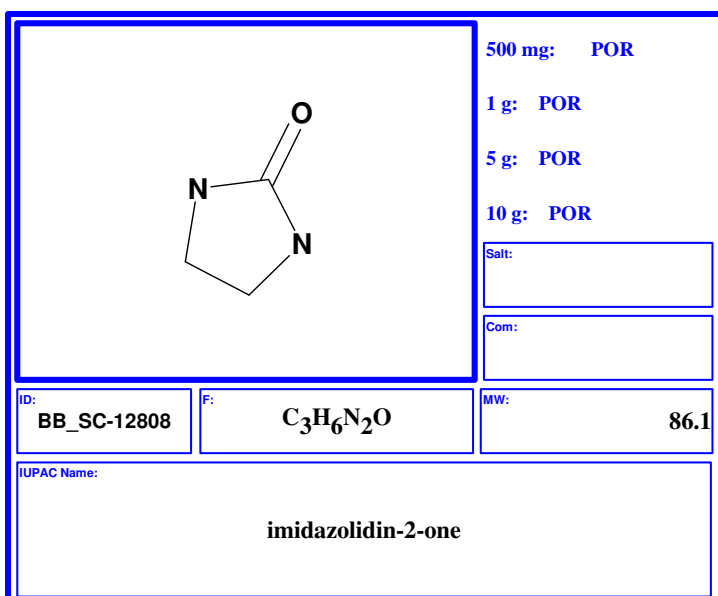 O
N
N
500 mg: POR
1 g: POR
5 g: POR
10 g: POR
Salt:
Com:
ID:
BB_SC-12808
F:
C₃H₆N₂O
MW:
86.1
IUPAC Name:
imidazolidin-2-one